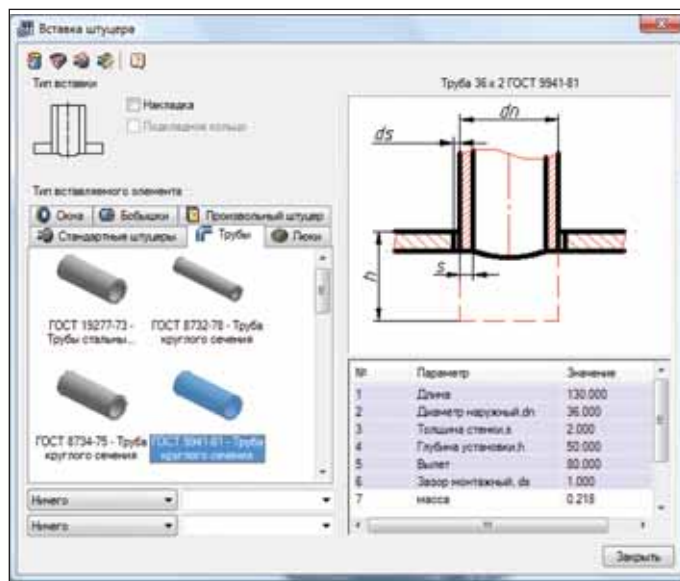 Вставка штуцера
Тип вставки
Накладка
Подкладное кольцо
Тип вставляемого элемента
Окна Бобышки Произвольный штуцер
Стандартные штуцеры Трубы Люки
ГОСТ 19277-73 - Трубы стальны...
ГОСТ 8732-78 - Труба круглого сечения
ГОСТ 8734-75 - Труба круглого сечения
ГОСТ 9941-81 - Труба круглого сечения
Ничего
Ничего
Труба 36 x 2 ГОСТ 9941-81
dn
ds
h
s
№ Параметр Значение
1 Длина 130.000
2 Диаметр наружный,dn 36.000
3 Толщина стенки,s 2.000
4 Глубина установки,h 50.000
5 Вылет 80.000
6 Зазор монтажный, ds 1.000
7 масса 0.218
Закрыть